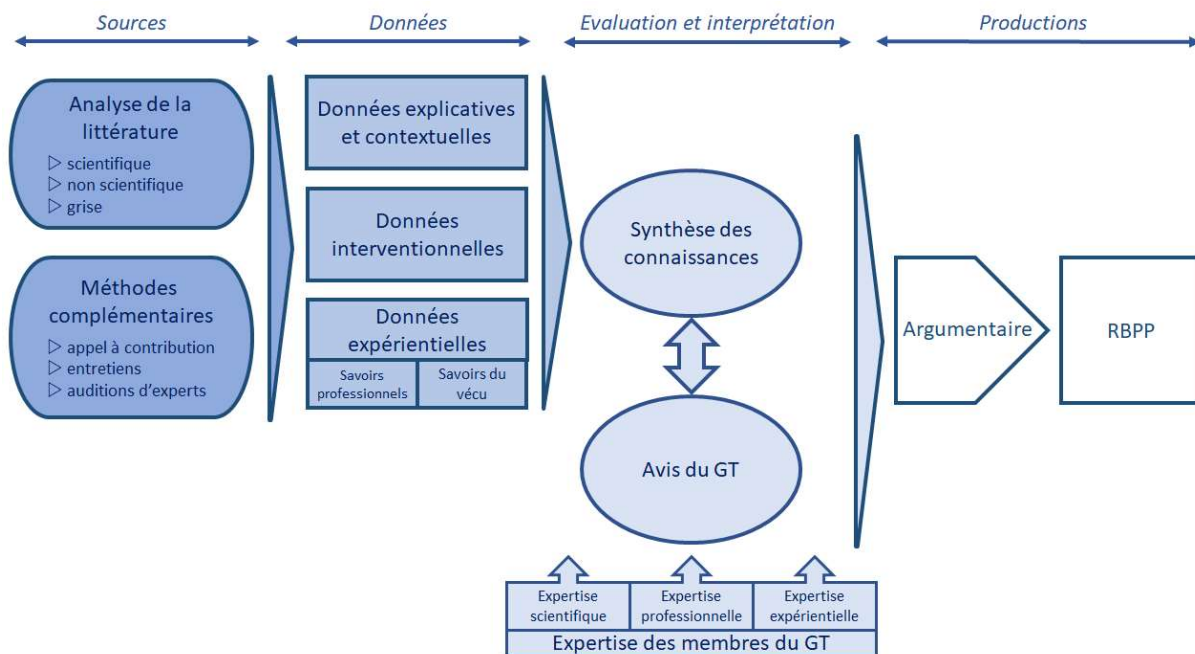 Sources
Données
Evaluation et interprétation
Productions
Analyse de la
littérature
▷ scientifique
▷ non scientifique
▷ grise
Méthodes
complémentaires
▷ appel à contribution
▷ entretiens
▷ auditions d'experts
Données explicatives
et contextuelles
Données
interventionnelles
Données
expérientielles
Savoirs
professionnels
Savoirs du
vécu
Synthèse des
connaissances
Avis du GT
Expertise
scientifique
Expertise
professionnelle
Expertise
expérientielle
Expertise des membres du GT
Argumentaire
RBPP